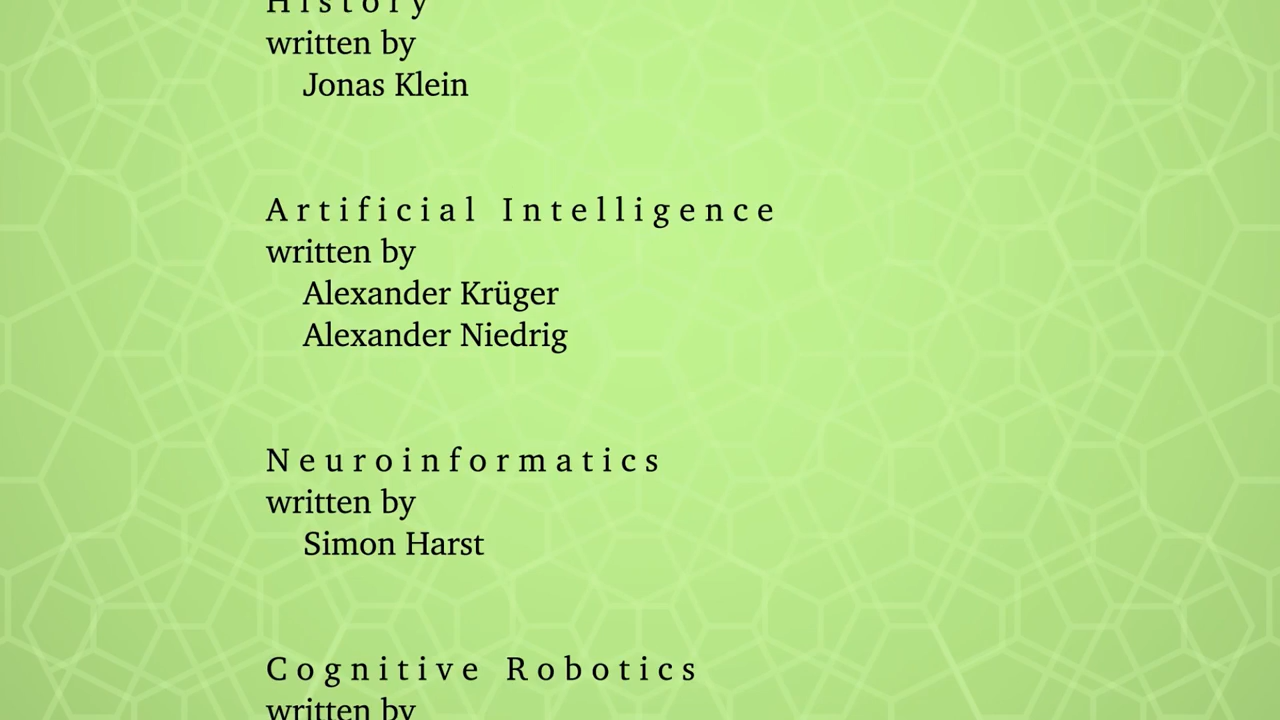 History
written by
Jonas Klein
Artificial Intelligence
written by
Alexander Krüger
Alexander Niedrig
Neuroinformatics
written by
Simon Harst
Cognitive Robotics
written by